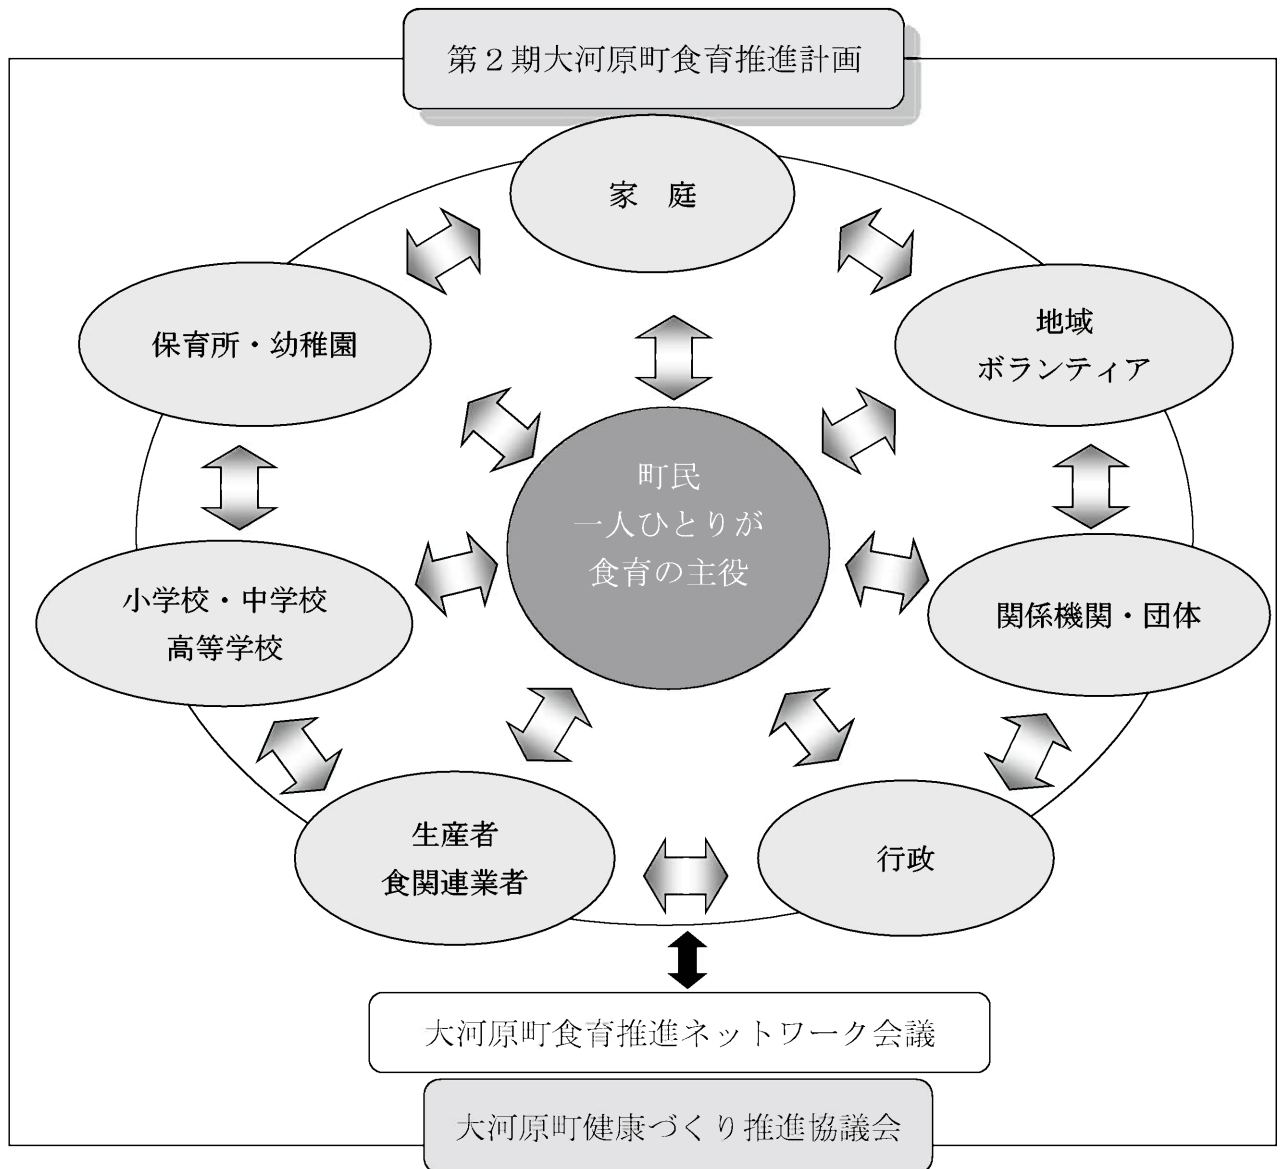 第２期大河原町食育推進計画
家　庭
保育所・幼稚園
地域
ボランティア
町民
一人ひとりが
食育の主役
小学校・中学校
高等学校
関係機関・団体
生産者
食関連業者
行政
大河原町食育推進ネットワーク会議
大河原町健康づくり推進協議会